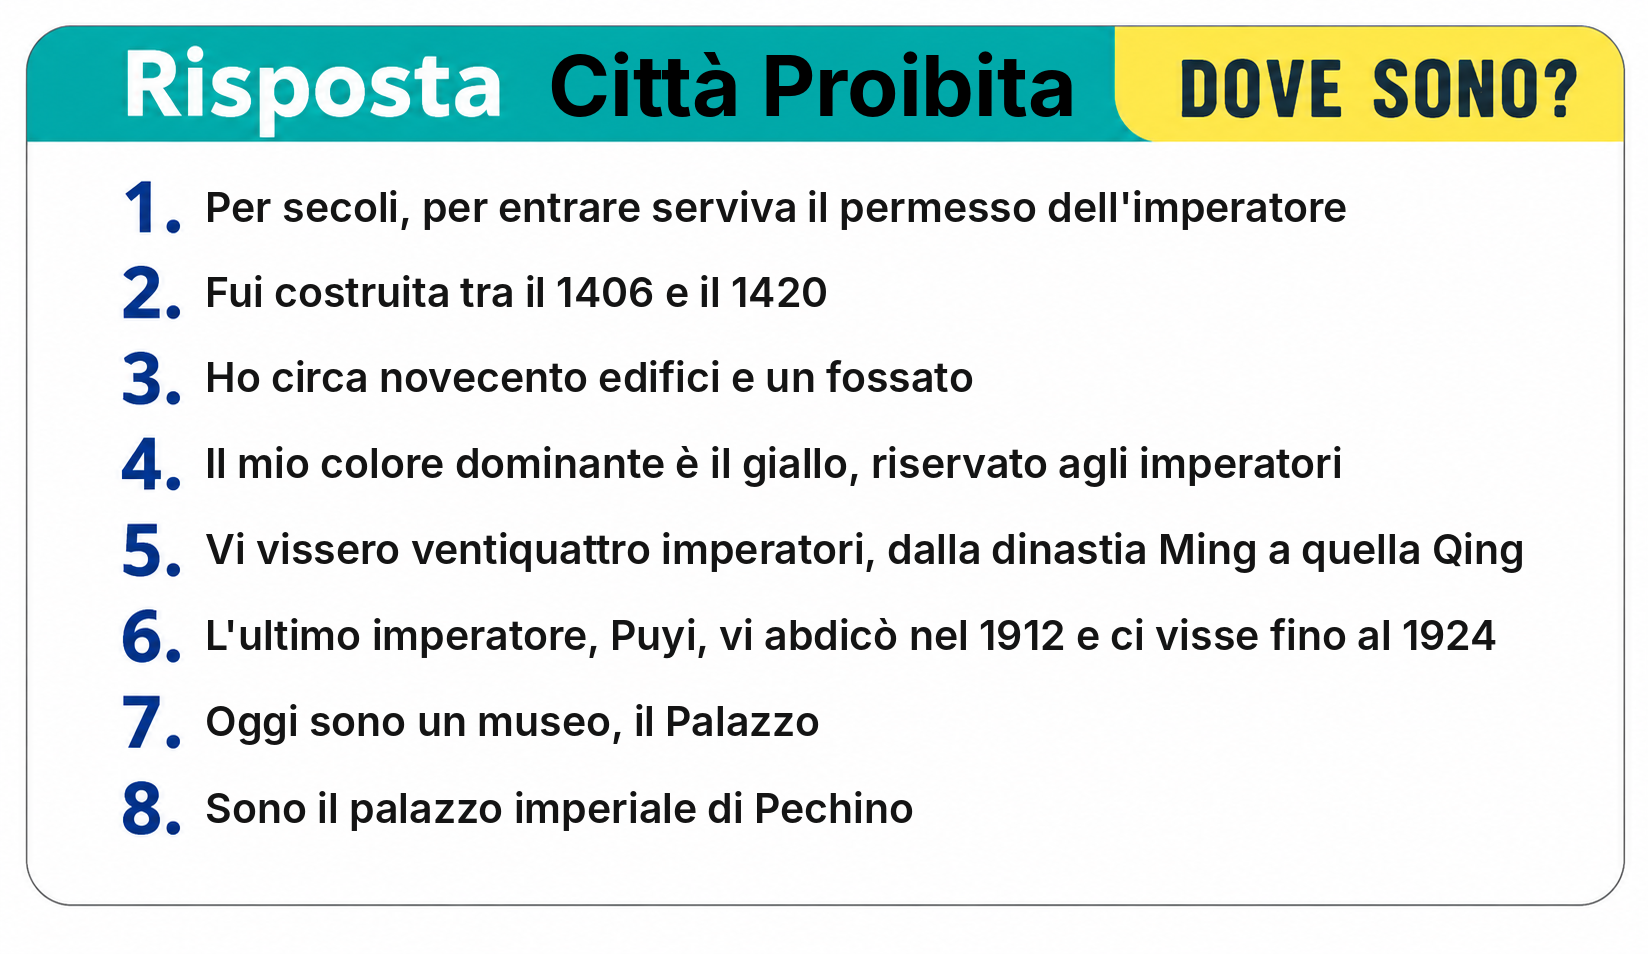 Risposta Città Proibita DOVE SONO?
1. Per secoli, per entrare serviva il permesso dell'imperatore
2. Fui costruita tra il 1406 e il 1420
3. Ho circa novecento edifici e un fossato
4. Il mio colore dominante è il giallo, riservato agli imperatori
5. Vi vissero ventiquattro imperatori, dalla dinastia Ming a quella Qing
6. L'ultimo imperatore, Puyi, vi abdicò nel 1912 e ci visse fino al 1924
7. Oggi sono un museo, il Palazzo
8. Sono il palazzo imperiale di Pechino